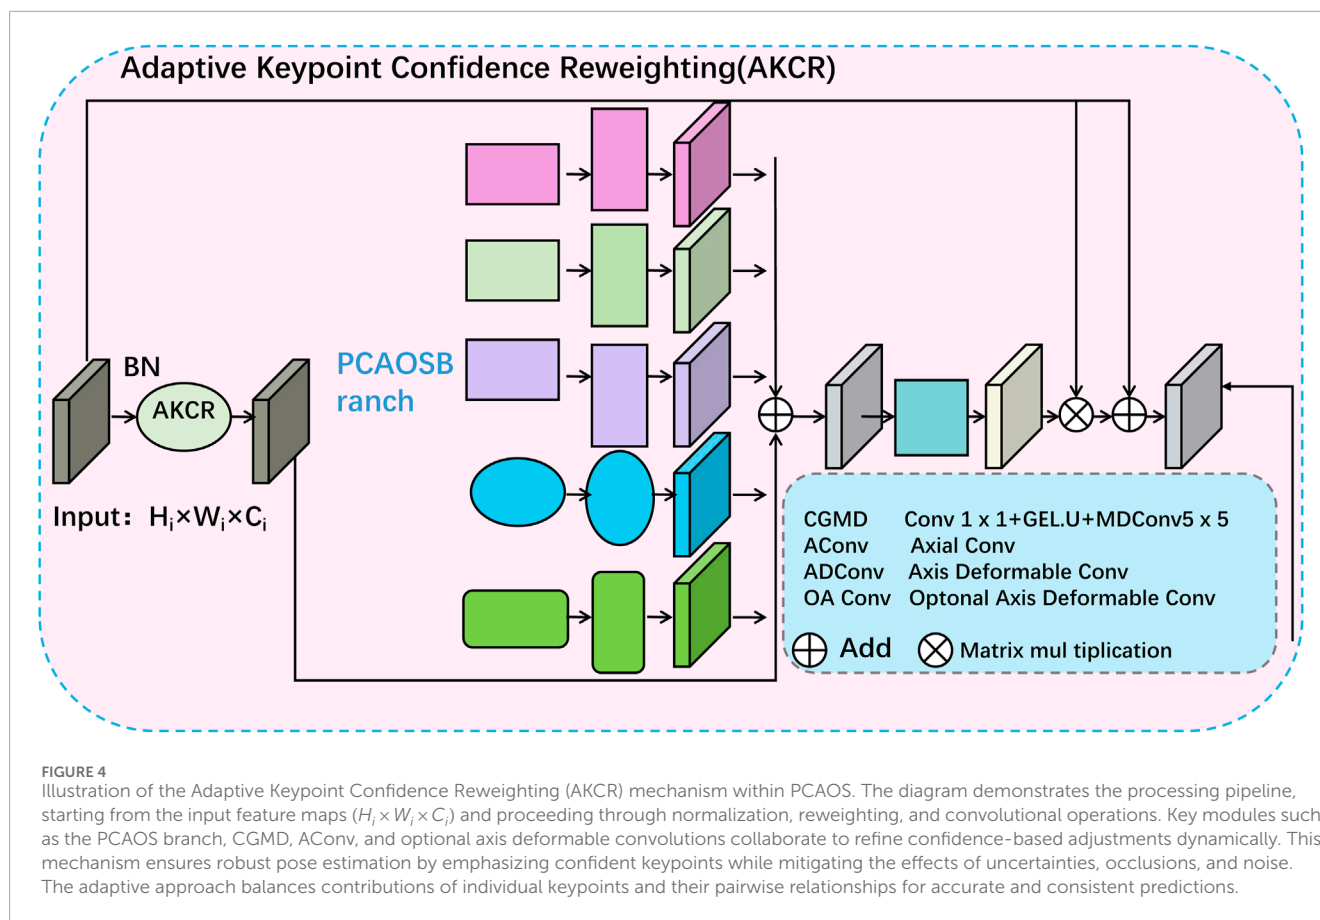 Adaptive Keypoint Confidence Reweighting(AKCR)
BN
AKCR
PCAOSB
ranch
Input: Hᵢ×Wᵢ×Cᵢ
CGMD Conv 1 x 1+GEL.U+MDConv5 x 5
AConv Axial Conv
ADConv Axis Deformable Conv
OA Conv Optonal Axis Deformable Conv
Add Matrix mul tiplication
FIGURE 4
Illustration of the Adaptive Keypoint Confidence Reweighting (AKCR) mechanism within PCAOS. The diagram demonstrates the processing pipeline,
starting from the input feature maps (Hᵢ × Wᵢ × Cᵢ) and proceeding through normalization, reweighting, and convolutional operations. Key modules such
as the PCAOS branch, CGMD, AConv, and optional axis deformable convolutions collaborate to refine confidence-based adjustments dynamically. This
mechanism ensures robust pose estimation by emphasizing confident keypoints while mitigating the effects of uncertainties, occlusions, and noise.
The adaptive approach balances contributions of individual keypoints and their pairwise relationships for accurate and consistent predictions.